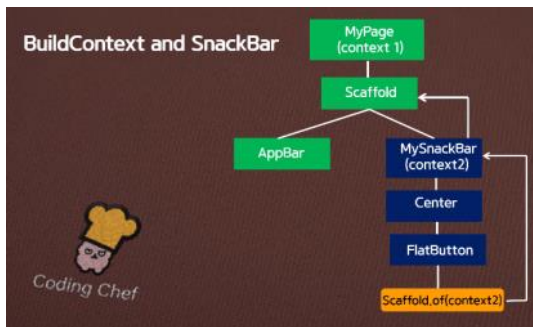 BuildContext and SnackBar
MyPage
(context 1)
Scaffold
AppBar
MySnackBar
(context2)
Center
FlatButton
Scaffold.of(context2)
Coding Chef